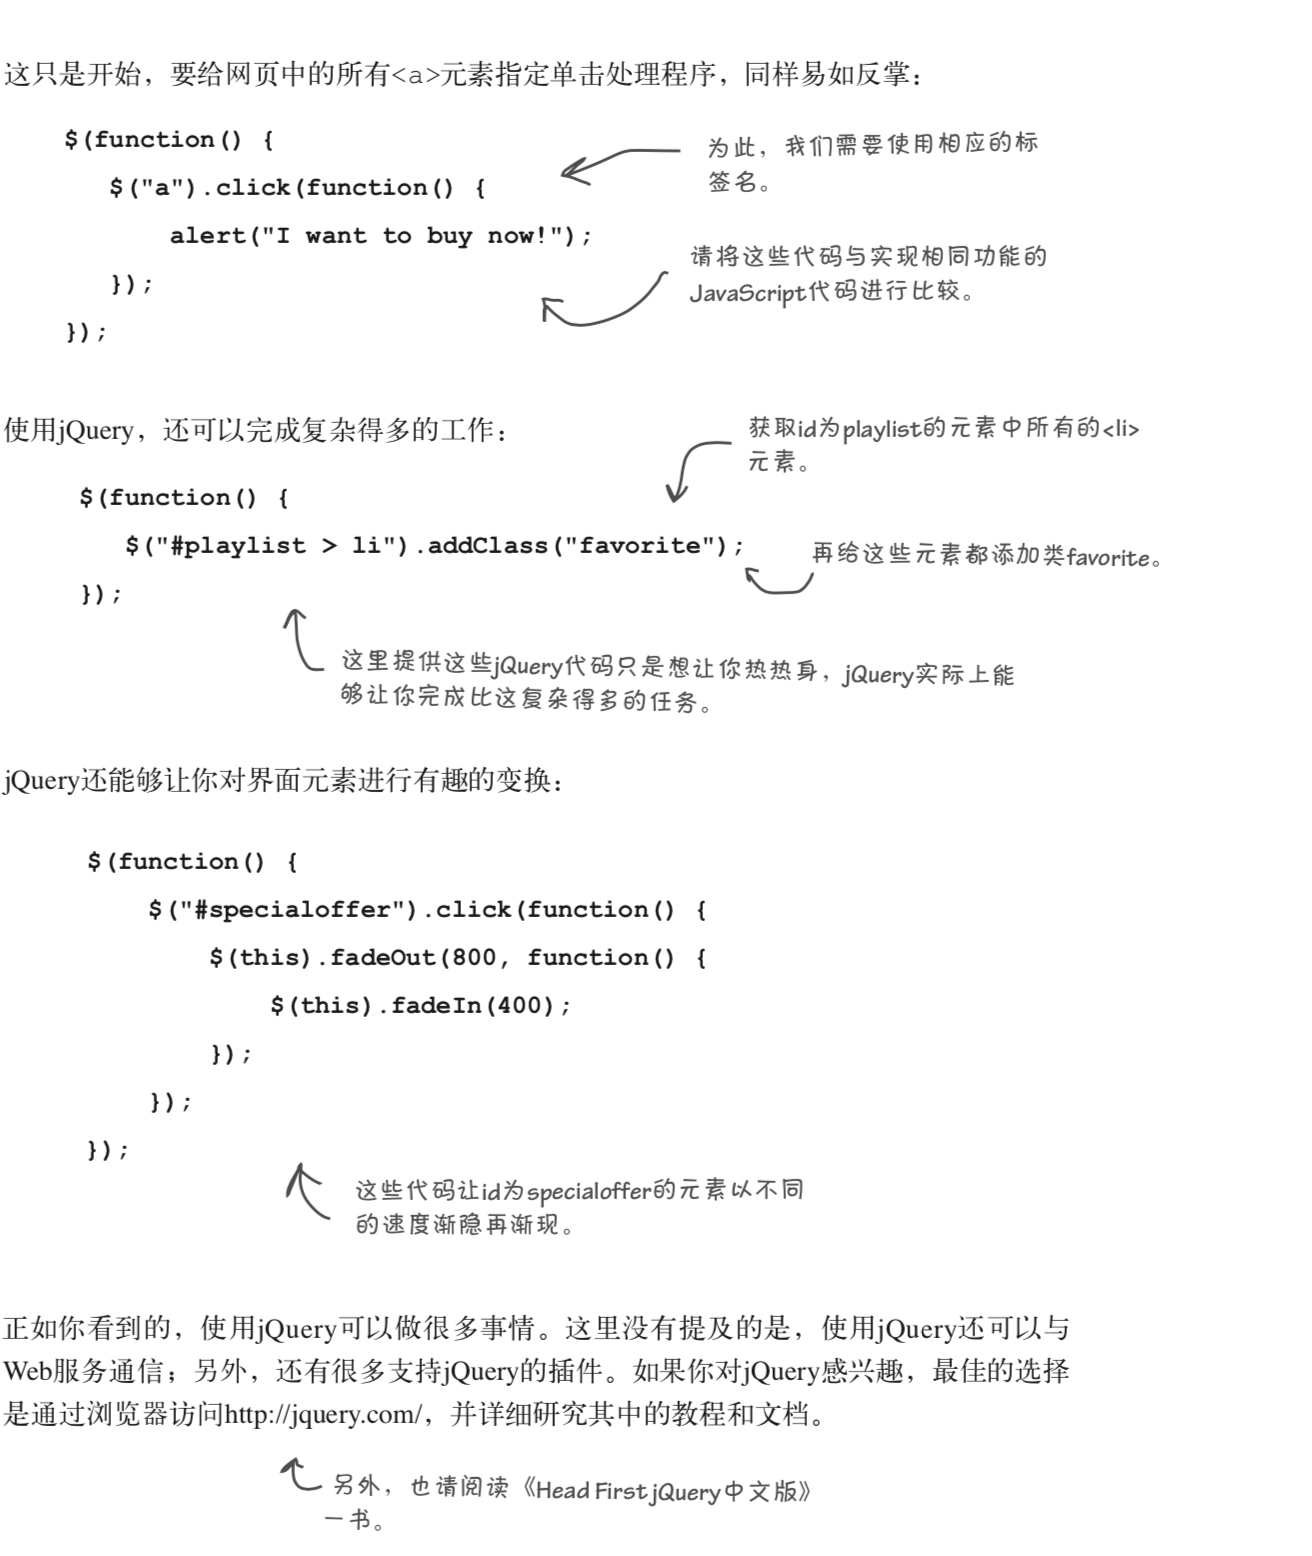 这只是开始，要给网页中的所有<a>元素指定单击处理程序，同样易如反掌：
$(function() {
为此，我们需要使用相应的标
签名。
$("a").click(function() {
alert("I want to buy now!");
请将这些代码与实现相同功能的
JavaScript代码进行比较。
});
});
使用jQuery，还可以完成复杂得多的工作：
获取id为playlist的元素中所有的<li>
元素。
$(function() {
$("#playlist > li").addClass("favorite");
再给这些元素都添加类favorite。
});
这里提供这些jQuery代码只是想让你热热身，jQuery实际上能
够让你完成比这复杂得多的任务。
jQuery还能够让你对界面元素进行有趣的变换：
$(function() {
$("#specialoffer").click(function() {
$(this).fadeOut(800, function() {
$(this).fadeIn(400);
});
});
});
这些代码让id为specialoffer的元素以不同
的速度渐隐再渐现。
正如你看到的，使用jQuery可以做很多事情。这里没有提及的是，使用jQuery还可以与
Web服务通信；另外，还有很多支持jQuery的插件。如果你对jQuery感兴趣，最佳的选择
是通过浏览器访问http://jquery.com/，并详细研究其中的教程和文档。
另外，也请阅读《Head First jQuery中文版》
一书。